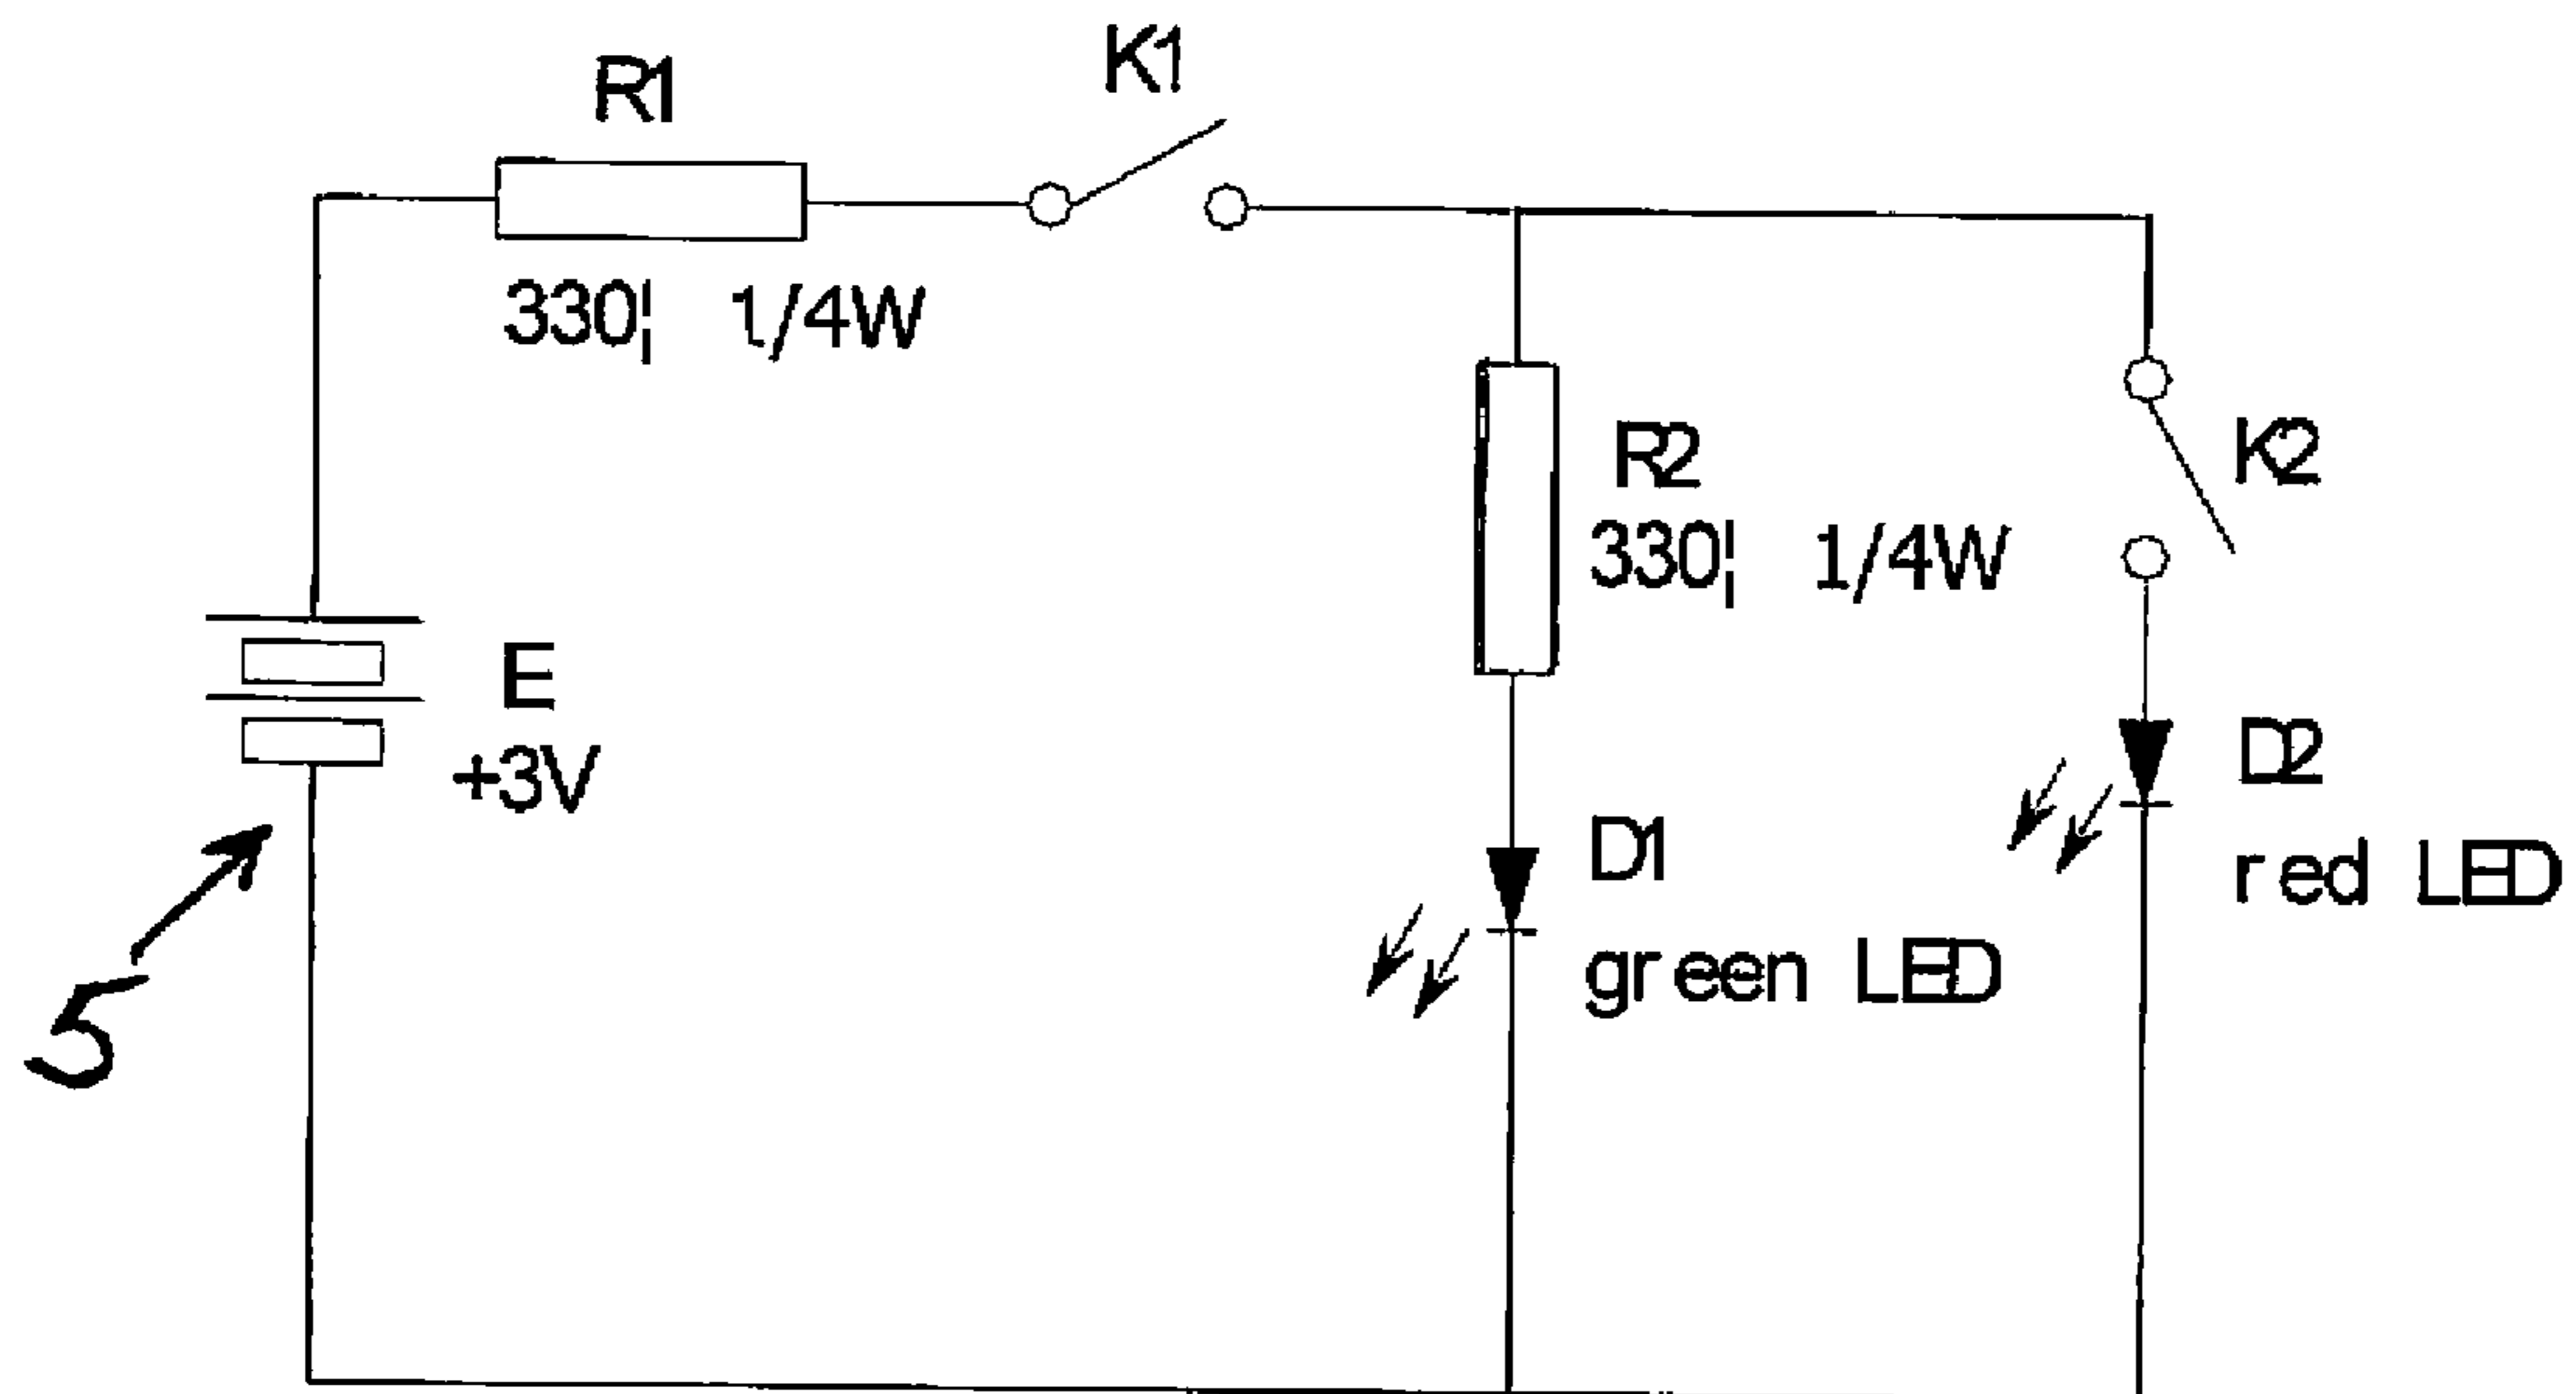 R1
K1
330¦ 1/4W
R2
330¦ 1/4W
K2
E
+3V
D1
green LED
D2
red LED
5